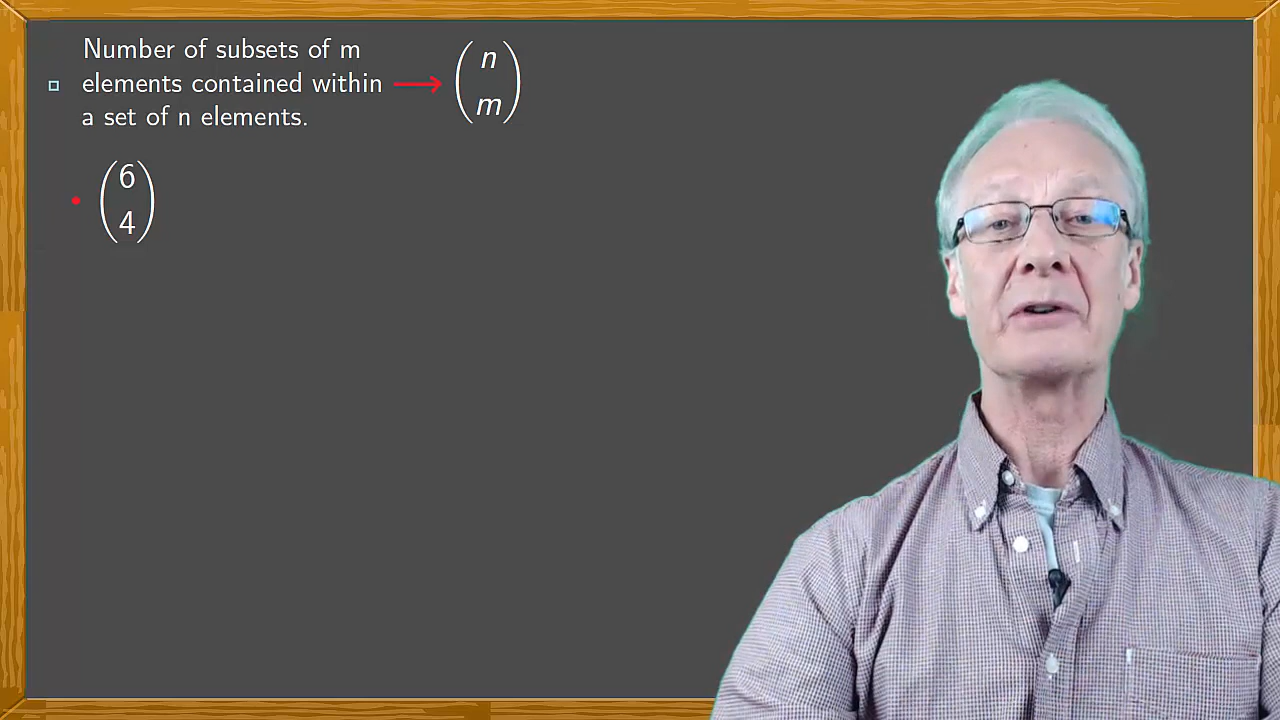 Number of subsets of m
elements contained within
a set of n elements.
→ (n
m)
(6
4)